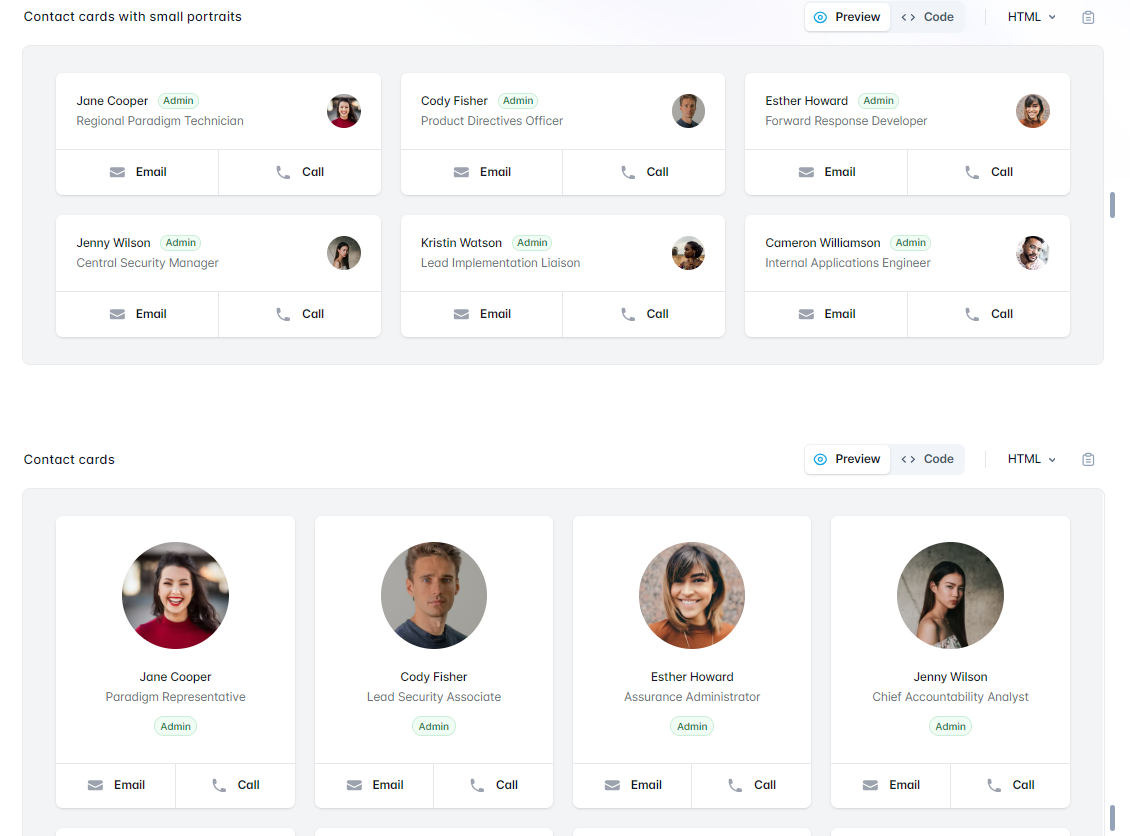 Contact cards with small portraits Preview Code HTML
Jane Cooper Admin Cody Fisher Admin Esther Howard Admin
Regional Paradigm Technician Product Directives Officer Forward Response Developer
Email Call Email Call Email Call
Jenny Wilson Admin Kristin Watson Admin Cameron Williamson Admin
Central Security Manager Lead Implementation Liaison Internal Applications Engineer
Email Call Email Call Email Call
Contact cards Preview Code HTML
Jane Cooper Cody Fisher Esther Howard Jenny Wilson
Paradigm Representative Lead Security Associate Assurance Administrator Chief Accountability Analyst
Admin Admin Admin Admin
Email Call Email Call Email Call Email Call